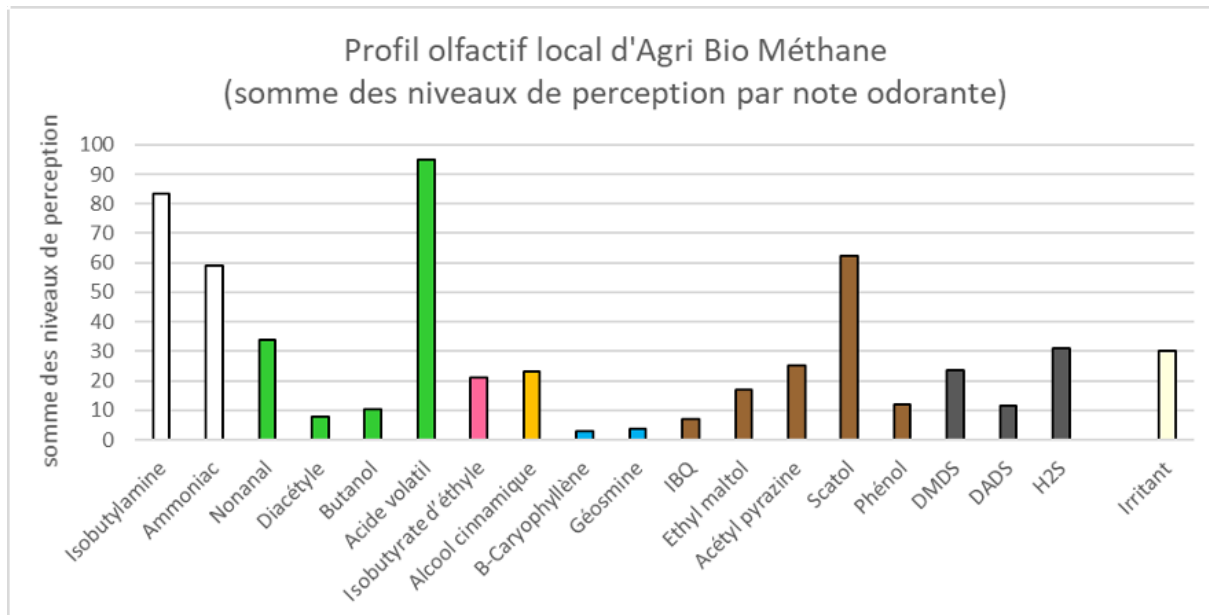 Profil olfactif local d'Agri Bio Méthane
(somme des niveaux de perception par note odorante)
somme des niveaux de perception
100
90
80
70
60
50
40
30
20
10
0
Isobutylamine
Ammoniac
Nonanal
Diacétyle
Butanol
Acide volatil
Isobutyrate d'éthyle
Alcool cinnamique
B-Caryophyllène
Géosmine
IBQ
Ethyl maltol
Acétyl pyrazine
Scatol
Phénol
DMDS
DADS
H2S
Irritant